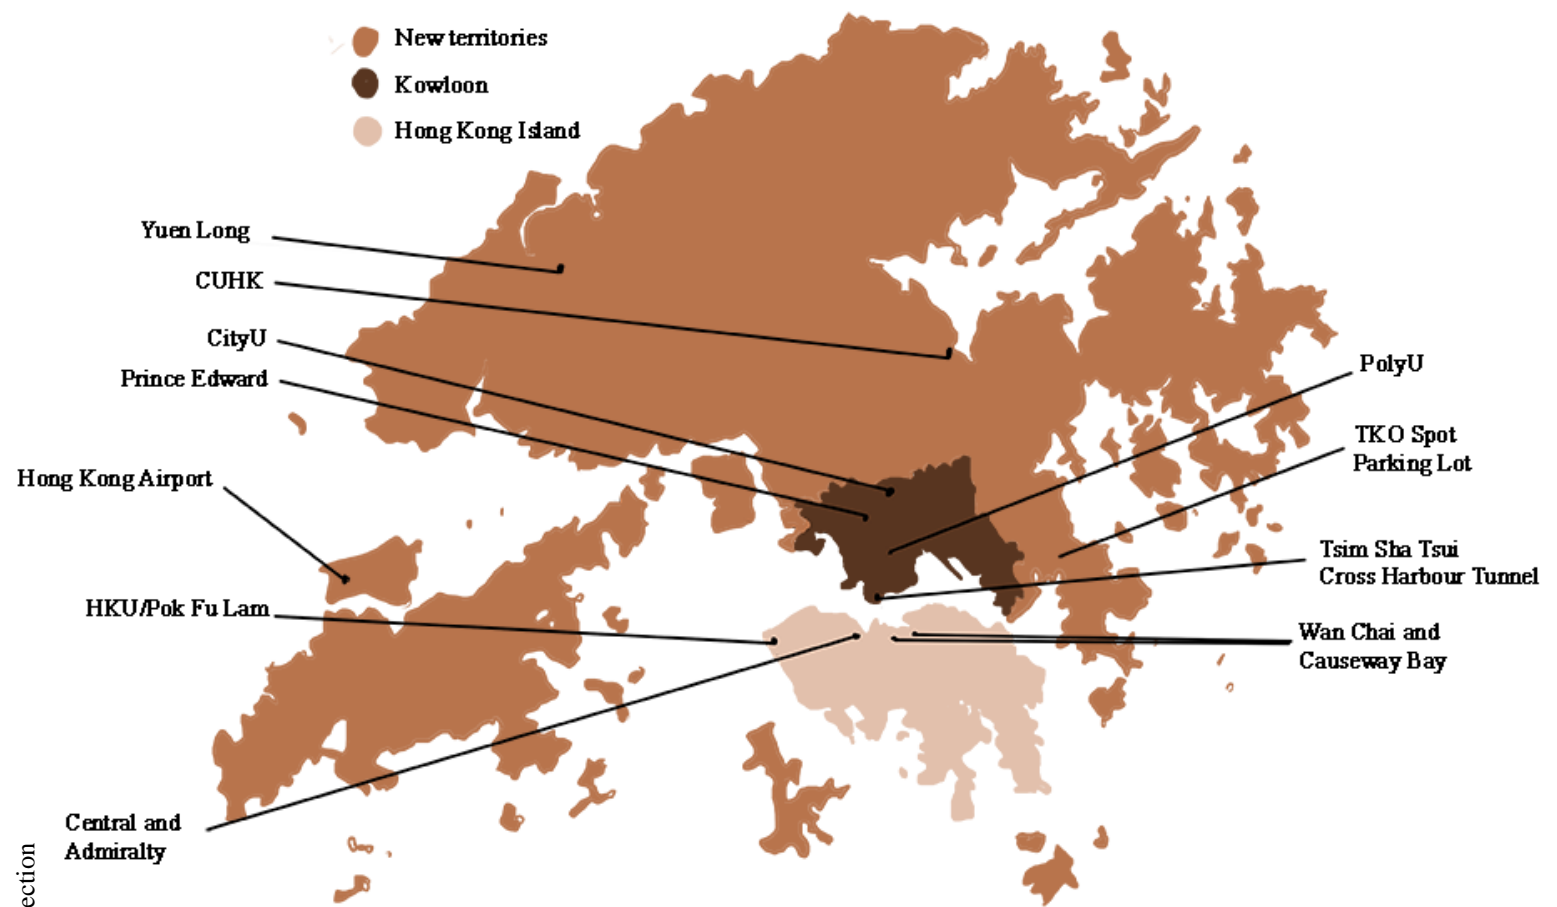 New territories
Kowloon
Hong Kong Island
Yuen Long
CUHK
CityU
Prince Edward
Hong Kong Airport
HKU/Pok Fu Lam
Central and
Admiralty
PolyU
TKO Spot
Parking Lot
Tsim Sha Tsui
Cross Harbour Tunnel
Wan Chai and
Causeway Bay
ection